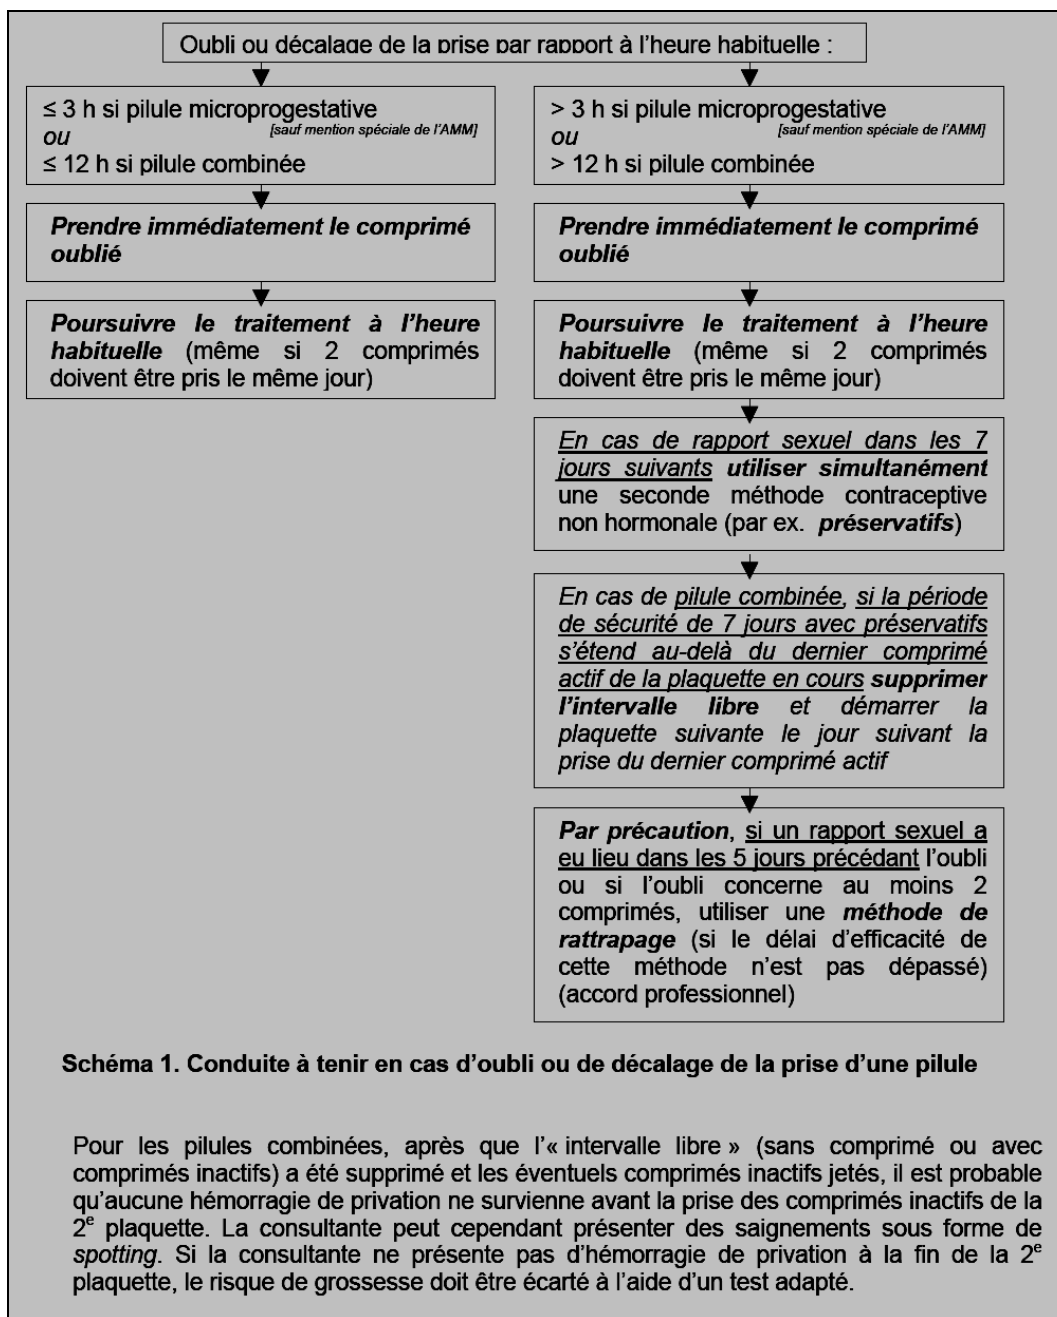 Oubli ou décalage de la prise par rapport à l'heure habituelle :
≤ 3 h si pilule microprogestative
[sauf mention spéciale de l'AMM]
ou
≤ 12 h si pilule combinée
Prendre immédiatement le comprimé
oublié
Poursuivre le traitement à l'heure
habituelle (même si 2 comprimés
doivent être pris le même jour)
> 3 h si pilule microprogestative
[sauf mention spéciale de l'AMM]
ou
> 12 h si pilule combinée
Prendre immédiatement le comprimé
oublié
Poursuivre le traitement à l'heure
habituelle (même si 2 comprimés
doivent être pris le même jour)
En cas de rapport sexuel dans les 7
jours suivants utiliser simultanément
une seconde méthode contraceptive
non hormonale (par ex. préservatifs)
En cas de pilule combinée, si la période
de sécurité de 7 jours avec préservatifs
s'étend au-delà du dernier comprimé
actif de la plaquette en cours supprimer
l'intervalle libre et démarrer la
plaquette suivante le jour suivant la
prise du dernier comprimé actif
Par précaution, si un rapport sexuel a
eu lieu dans les 5 jours précédant l'oubli
ou si l'oubli concerne au moins 2
comprimés, utiliser une méthode de
rattrapage (si le délai d'efficacité de
cette méthode n'est pas dépassé)
(accord professionnel)
Schéma 1. Conduite à tenir en cas d'oubli ou de décalage de la prise d'une pilule
Pour les pilules combinées, après que l'« intervalle libre » (sans comprimé ou avec
comprimés inactifs) a été supprimé et les éventuels comprimés inactifs jetés, il est probable
qu'aucune hémorragie de privation ne survienne avant la prise des comprimés inactifs de la
2e plaquette. La consultante peut cependant présenter des saignements sous forme de
spotting. Si la consultante ne présente pas d'hémorragie de privation à la fin de la 2e
plaquette, le risque de grossesse doit être écarté à l'aide d'un test adapté.